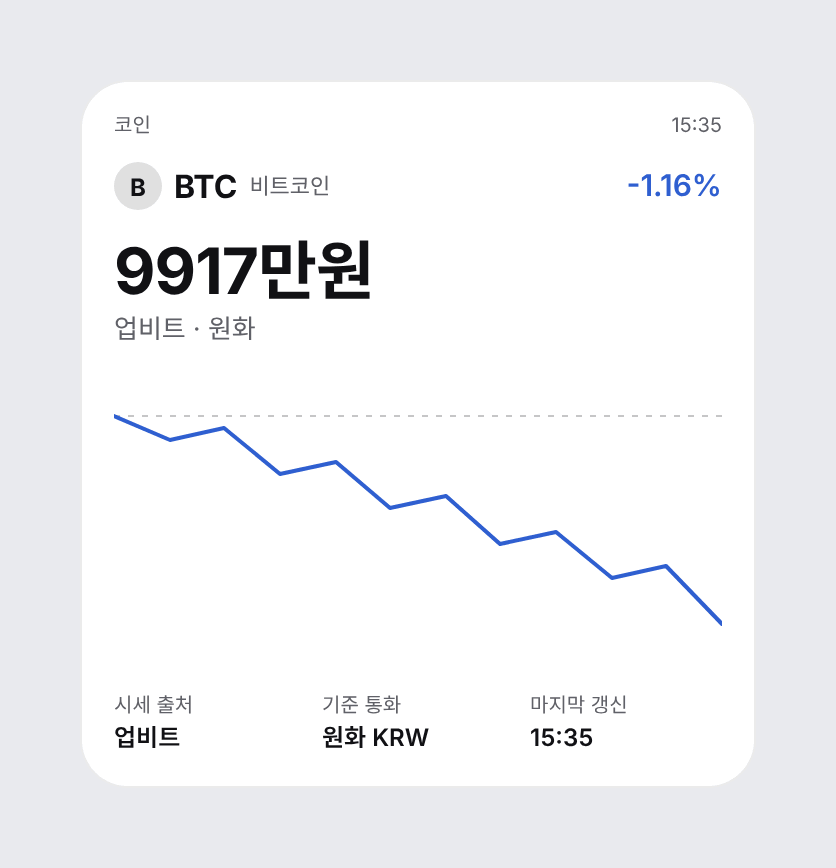 코인 15:35
B BTC 비트코인 -1.16%
9917만원
업비트 · 원화
시세 출처 기준 통화 마지막 갱신
업비트 원화 KRW 15:35